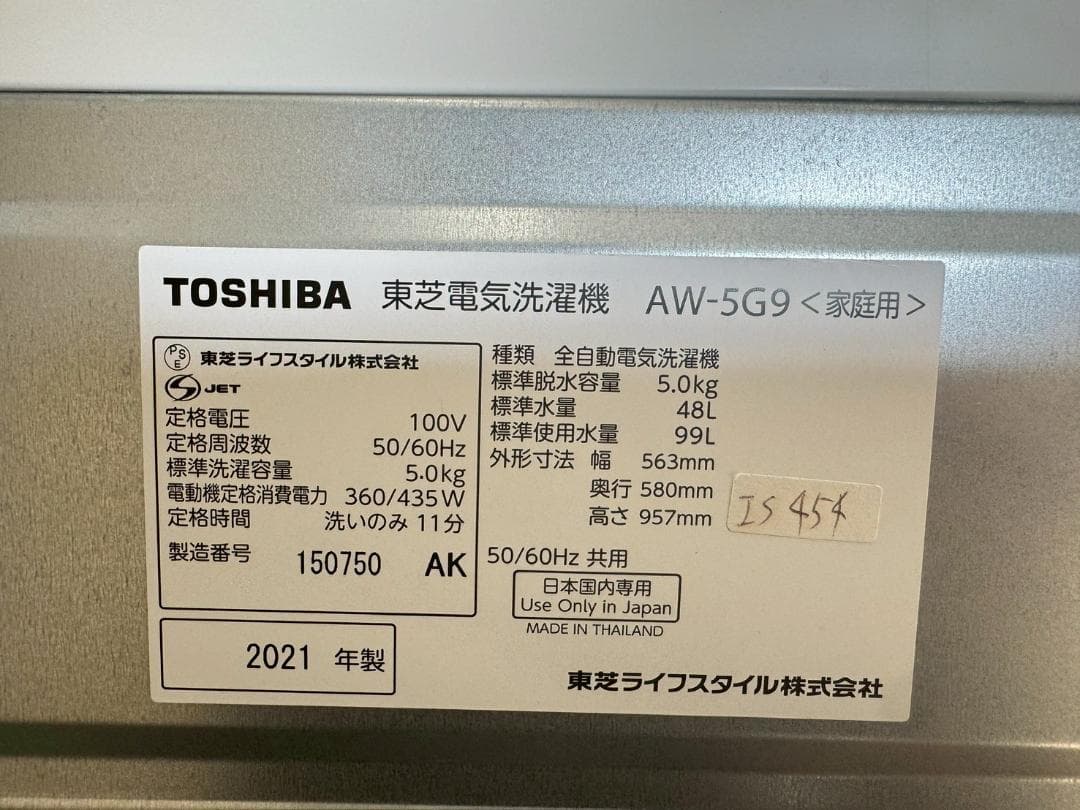 TOSHIBA 東芝電気洗濯機 AW-5G9 <家庭用>
PSE 東芝ライフスタイル株式会社
S JET
定格電圧 100V
定格周波数 50/60Hz
標準洗濯容量 5.0kg
電動機定格消費電力 360/435W
定格時間 洗いのみ 11分
製造番号 150750 AK
2021 年製
種類 全自動電気洗濯機
標準脱水容量 5.0kg
標準水量 48L
標準使用水量 99L
外形寸法 幅 563mm
奥行 580mm
高さ 957mm
IS 454
50/60Hz 共用
日本国内専用
Use Only in Japan
MADE IN THAILAND
東芝ライフスタイル株式会社